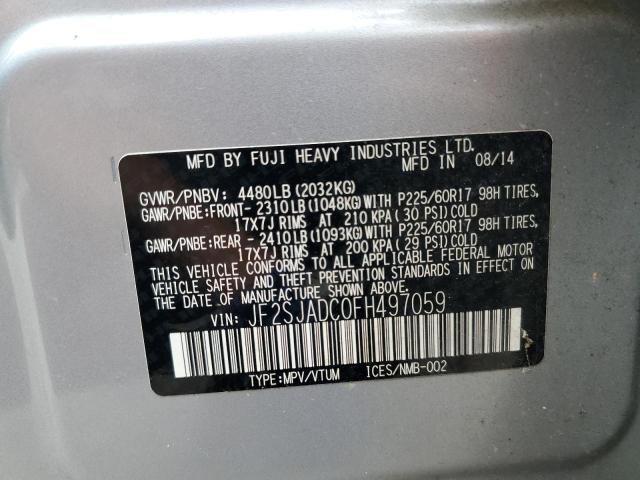 MFD BY FUJI HEAVY INDUSTRIES LTD.
MFD IN 08/14
GVWR/PNBV: 4480LB(2032KG)
GAWR/PNBE:FRONT- 2310LB(1048KG)WITH P225/60R17 98H TIRES,
17X7J RIMS AT 210 KPA(30 PSI)COLD
GAWR/PNBE:REAR - 2410LB(1093KG)WITH P225/60R17 98H TIRES,
17X7J RIMS AT 200 KPA(29 PSI)COLD
THIS VEHICLE CONFORMS TO ALL APPLICABLE FEDERAL MOTOR
VEHICLE SAFETY AND THEFT PREVENTION STANDARDS IN EFFECT ON
THE DATE OF MANUFACTURE SHOWN ABOVE.
VIN: JF2SJADC0FH497059
TYPE:MPV/VTUM ICES/NMB-002